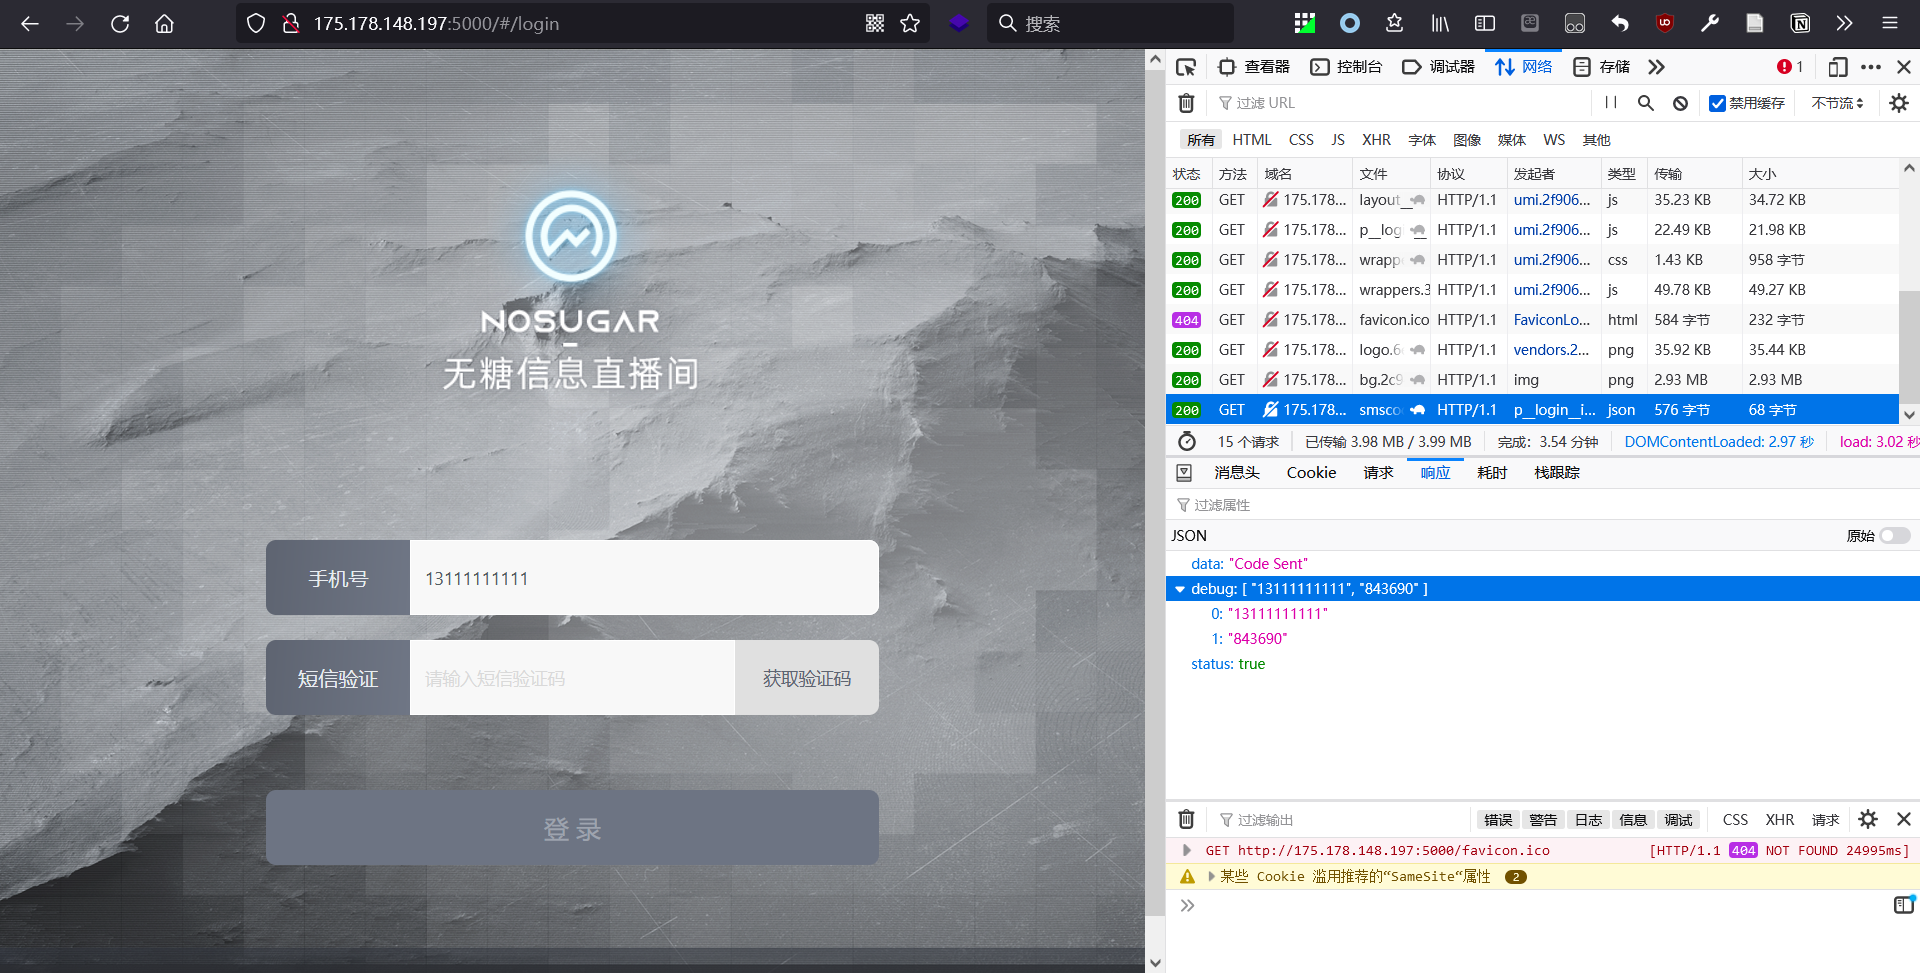 175.178.148.197:5000/#/login
搜索
NOSUGAR
无糖信息直播间
手机号
13111111111
短信验证
请输入短信验证码
获取验证码
登 录
查看器
控制台
调试器
网络
存储
1
过滤 URL
禁用缓存
不节流
所有 HTML CSS JS XHR 字体 图像 媒体 WS 其他
状态 方法 域名 文件 协议 发起者 类型 传输 大小
200 GET 175.178... layout__ HTTP/1.1 umi.2f906... js 35.23 KB 34.72 KB
200 GET 175.178... p__log HTTP/1.1 umi.2f906... js 22.49 KB 21.98 KB
200 GET 175.178... wrapp HTTP/1.1 umi.2f906... css 1.43 KB 958 字节
200 GET 175.178... wrappers.3 HTTP/1.1 umi.2f906... js 49.78 KB 49.27 KB
404 GET 175.178... favicon.ico HTTP/1.1 FaviconLo... html 584 字节 232 字节
200 GET 175.178... logo.6 HTTP/1.1 vendors.2... png 35.92 KB 35.44 KB
200 GET 175.178... bg.2c9 HTTP/1.1 img png 2.93 MB 2.93 MB
200 GET 175.178... smsco HTTP/1.1 p__login__i... json 576 字节 68 字节
15 个请求 已传输 3.98 MB / 3.99 MB 完成：3.54 分钟 DOMContentLoaded: 2.97 秒 load: 3.02 秒
消息头 Cookie 请求 响应 耗时 栈跟踪
过滤属性
JSON 原始
data: "Code Sent"
debug: [ "13111111111", "843690" ]
0: "13111111111"
1: "843690"
status: true
过滤输出
错误 警告 日志 信息 调试 CSS XHR 请求
GET http://175.178.148.197:5000/favicon.ico [HTTP/1.1 404 NOT FOUND 24995ms]
某些 Cookie 滥用推荐的“SameSite“属性 2